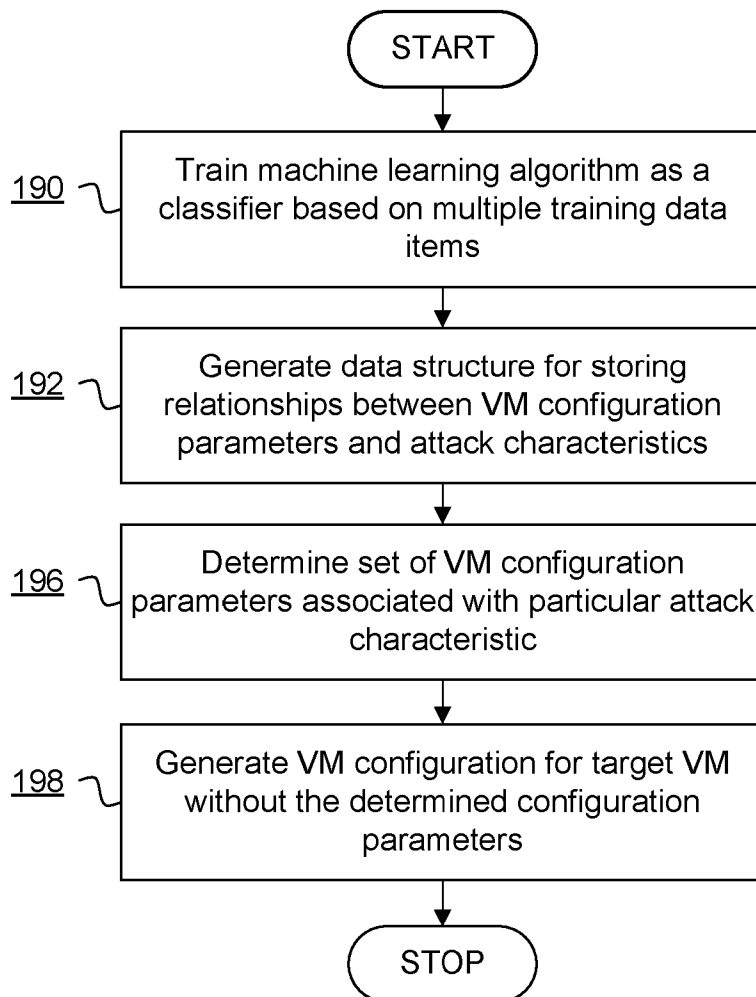 START
190
Train machine learning algorithm as a
classifier based on multiple training data
items
192
Generate data structure for storing
relationships between VM configuration
parameters and attack characteristics
196
Determine set of VM configuration
parameters associated with particular attack
characteristic
198
Generate VM configuration for target VM
without the determined configuration
parameters
STOP